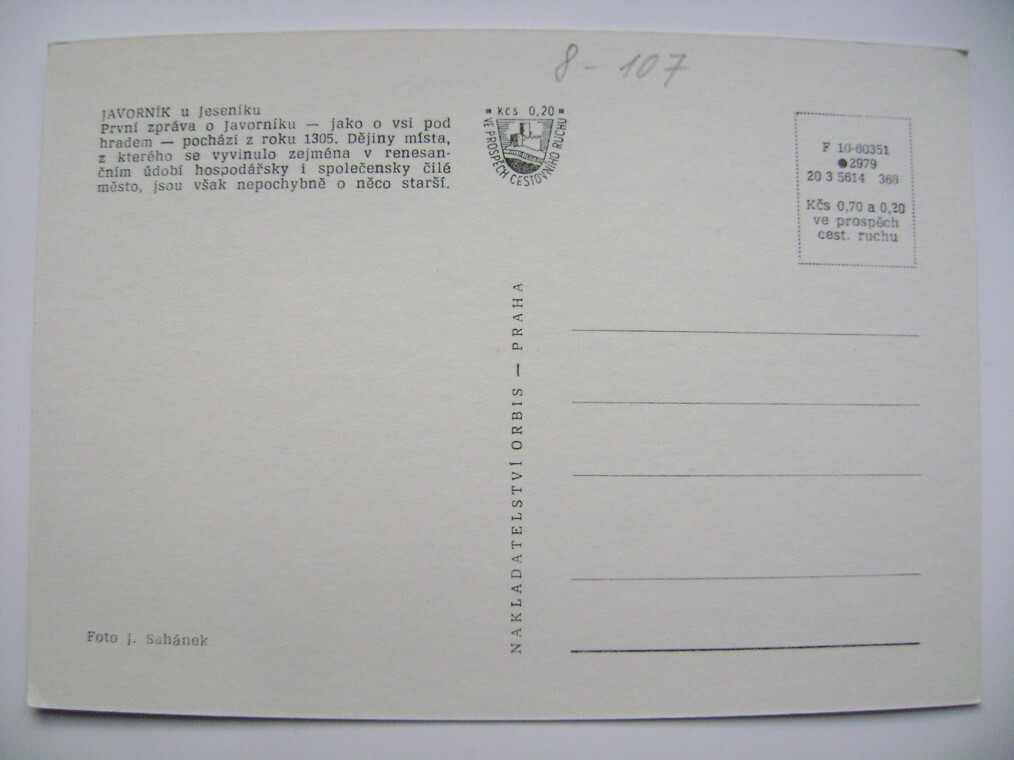 8 - 107
JAVORNÍK u Jeseníku
První zpráva o Javorníku — jako o vsi pod
hradem — pochází z roku 1305. Dějiny místa,
z kterého se vyvinulo zejména v renesan-
čním údobí hospodářsky i společensky čilé
město, jsou však nepochybně o něco starší.
Kčs 0,20
VE PROSPĚCH CESTOVNÍHO RUCHU
F 10-60351
2979
20 3 5614 366
Kčs 0,70 a 0,20
ve prospěch
cest. ruchu
NAKLADATELSTVÍ ORBIS — PRAHA
Foto J. Sahánek